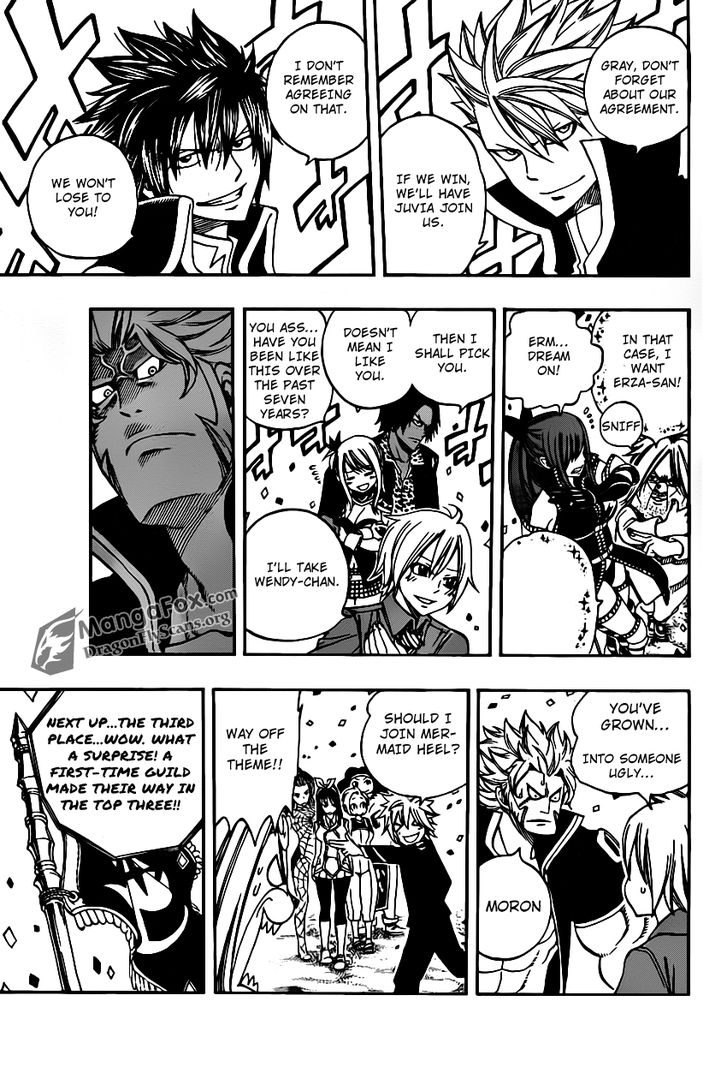 GRAY, DON'T
FORGET
ABOUT OUR
AGREEMENT.
IF WE WIN,
WE'LL HAVE
JUVIA JOIN
US.
I DON'T
REMEMBER
AGREEING
ON THAT.
WE WON'T
LOSE TO
YOU!
IN THAT
CASE, I
WANT
ERZA-SAN!
SNIFF
ERM...
DREAM
ON!
THEN I
SHALL PICK
YOU.
DOESN'T
MEAN I
LIKE
YOU.
YOU ASS...
HAVE YOU
BEEN LIKE
THIS OVER
THE PAST
SEVEN
YEARS?
I'LL TAKE
WENDY-CHAN.
MangaFox.com
YOU'VE
GROWN...
INTO SOMEONE
UGLY...
MORON
SHOULD I
JOIN MER-
MAID HEEL?
WAY OFF
THE
THEME!!
NEXT UP...THE THIRD
PLACE...WOW. WHAT
A SURPRISE! A
FIRST-TIME GUILD
MADE THEIR WAY IN
THE TOP THREE!!